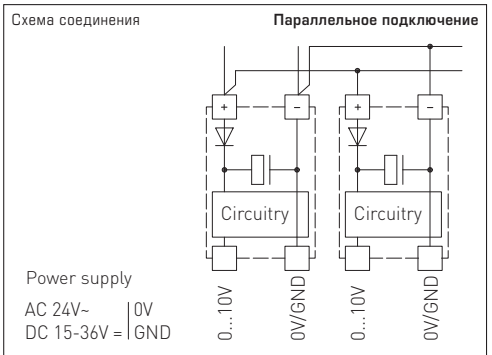 Схема соединения
Параллельное подключение
+ − + −
Circuitry
Circuitry
Power supply
AC 24V~ | 0V
DC 15-36V = | GND
0...10V
0V/GND
0...10V
0V/GND